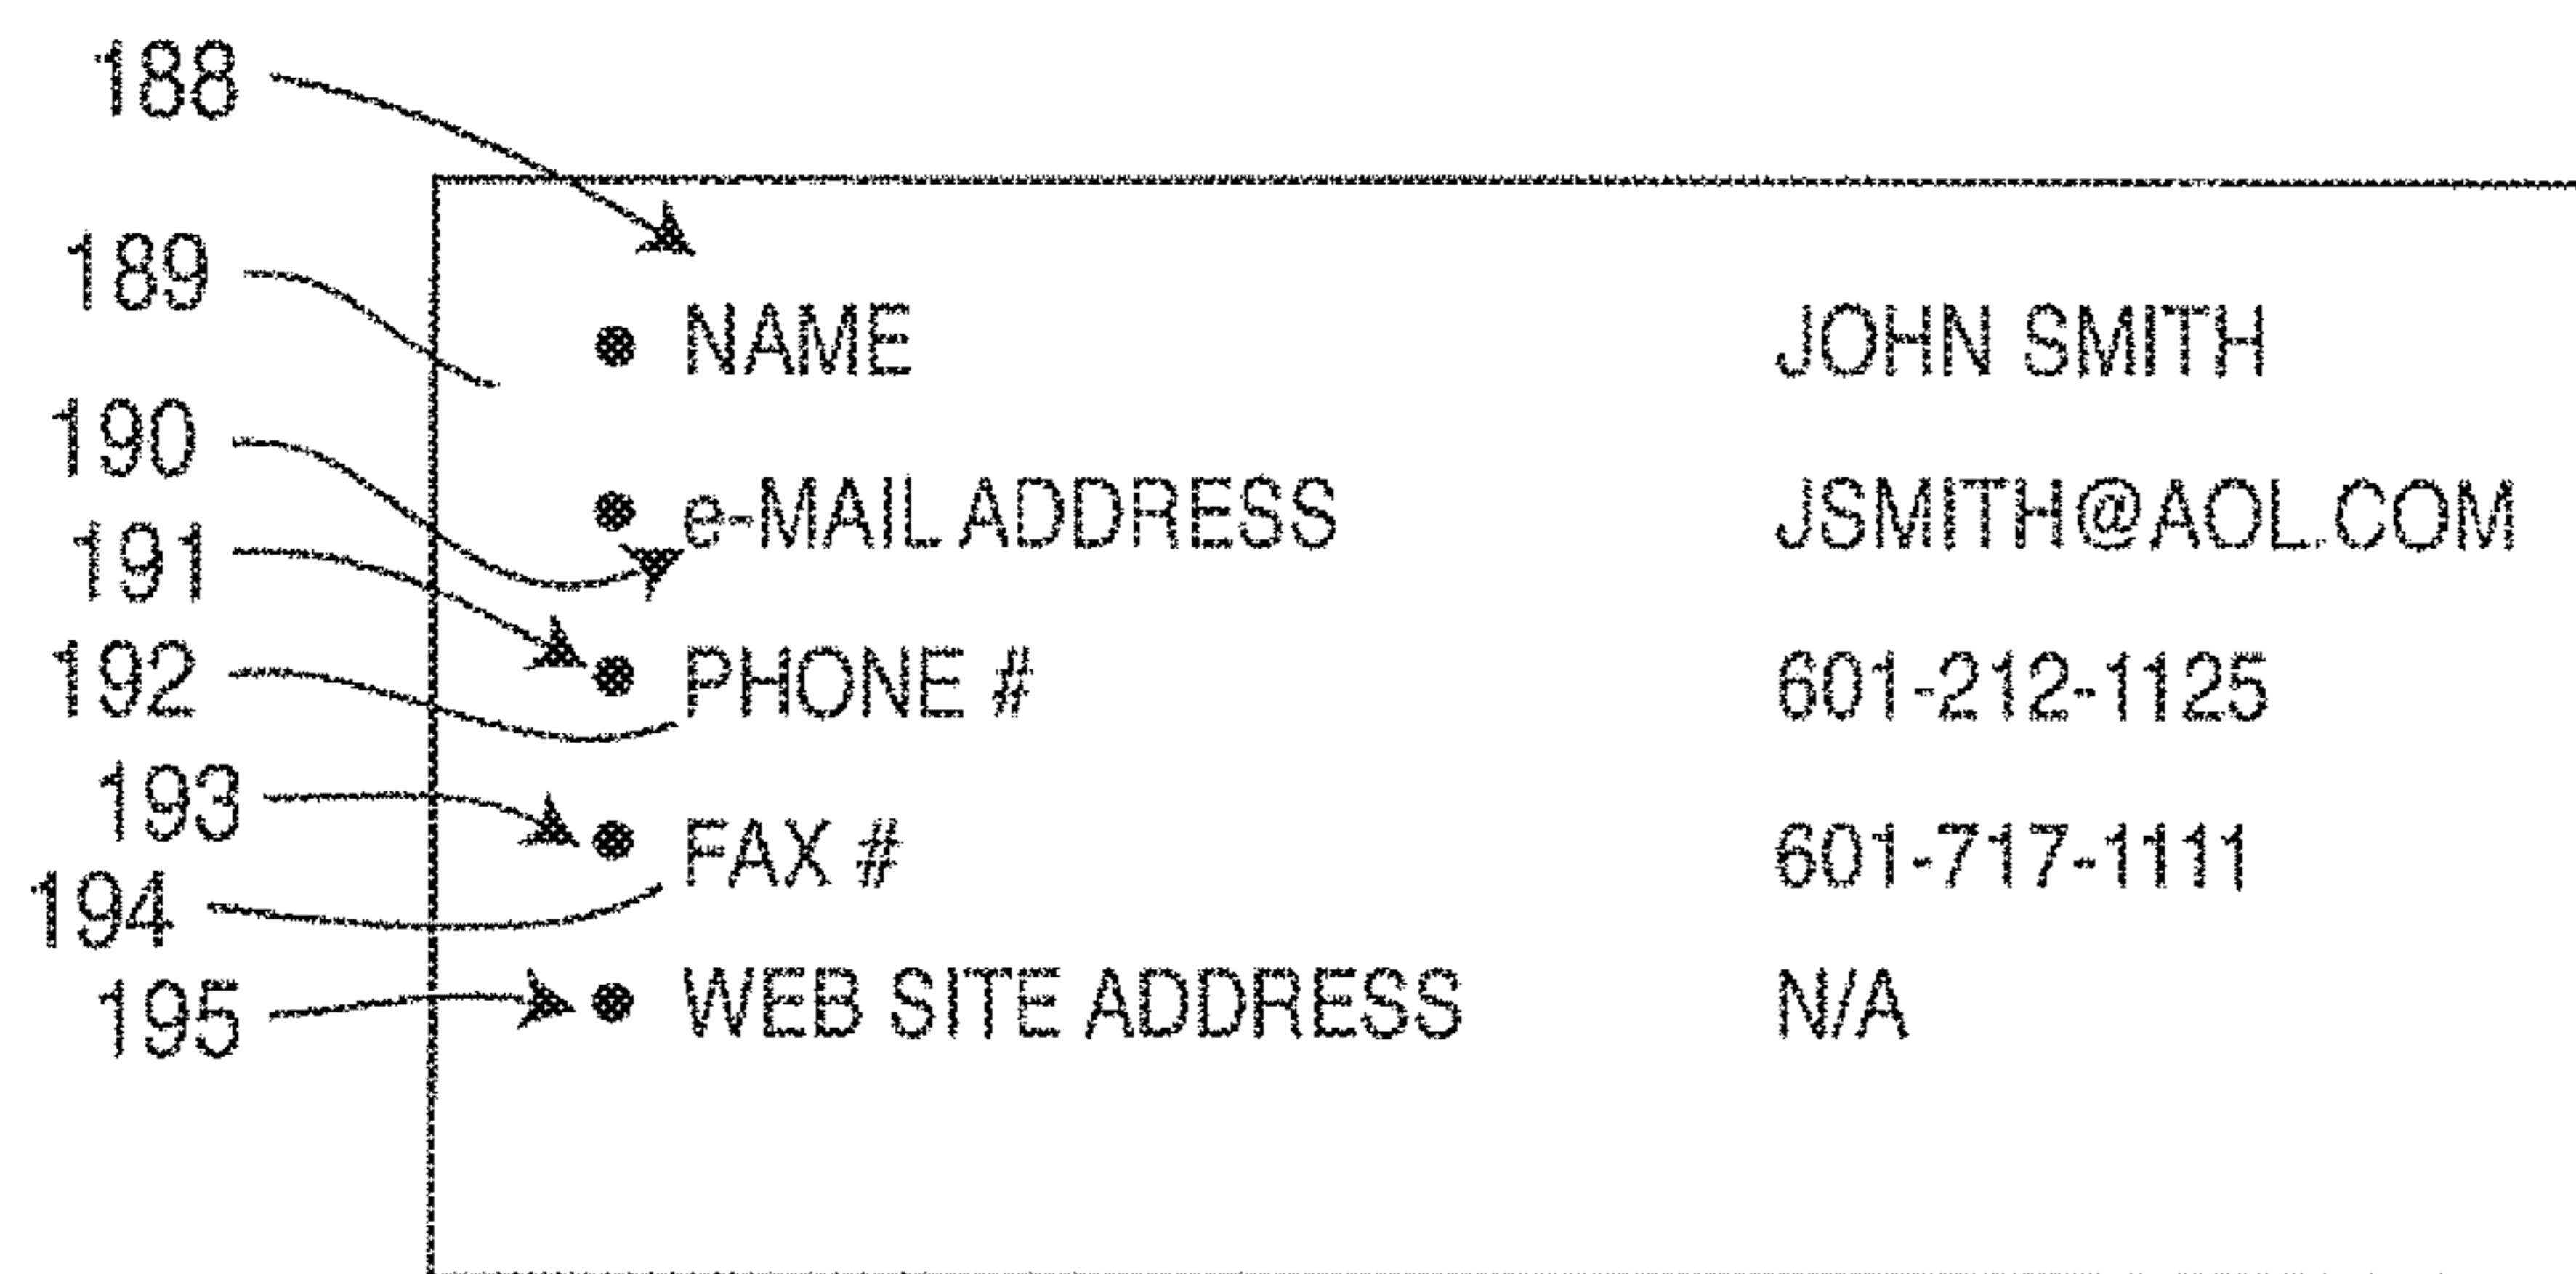 188
189
● NAME JOHN SMITH
190
● e-MAIL ADDRESS JSMITH@AOL.COM
191
192
● PHONE # 601-212-1125
193
● FAX # 601-717-1111
194
195
● WEB SITE ADDRESS N/A